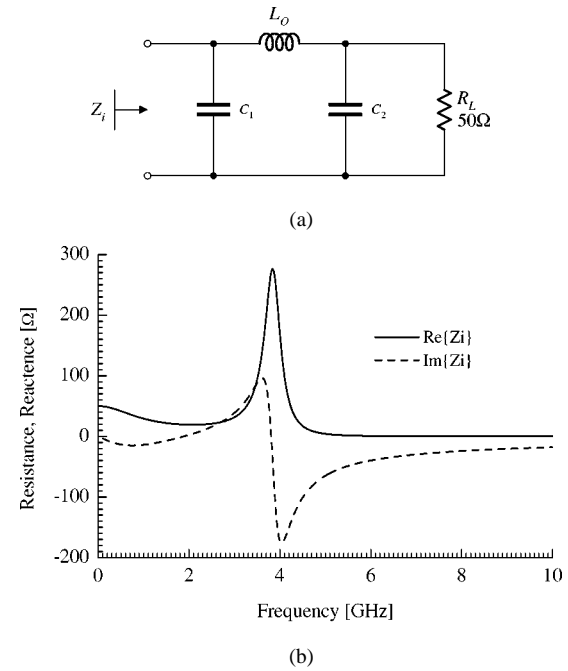 L_O
Z_i
C_1
C_2
R_L
50Ω
(a)
Resistance, Reactence [Ω]
300
200
100
0
-100
-200
Re{Zi}
Im{Zi}
0 2 4 6 8 10
Frequency [GHz]
(b)